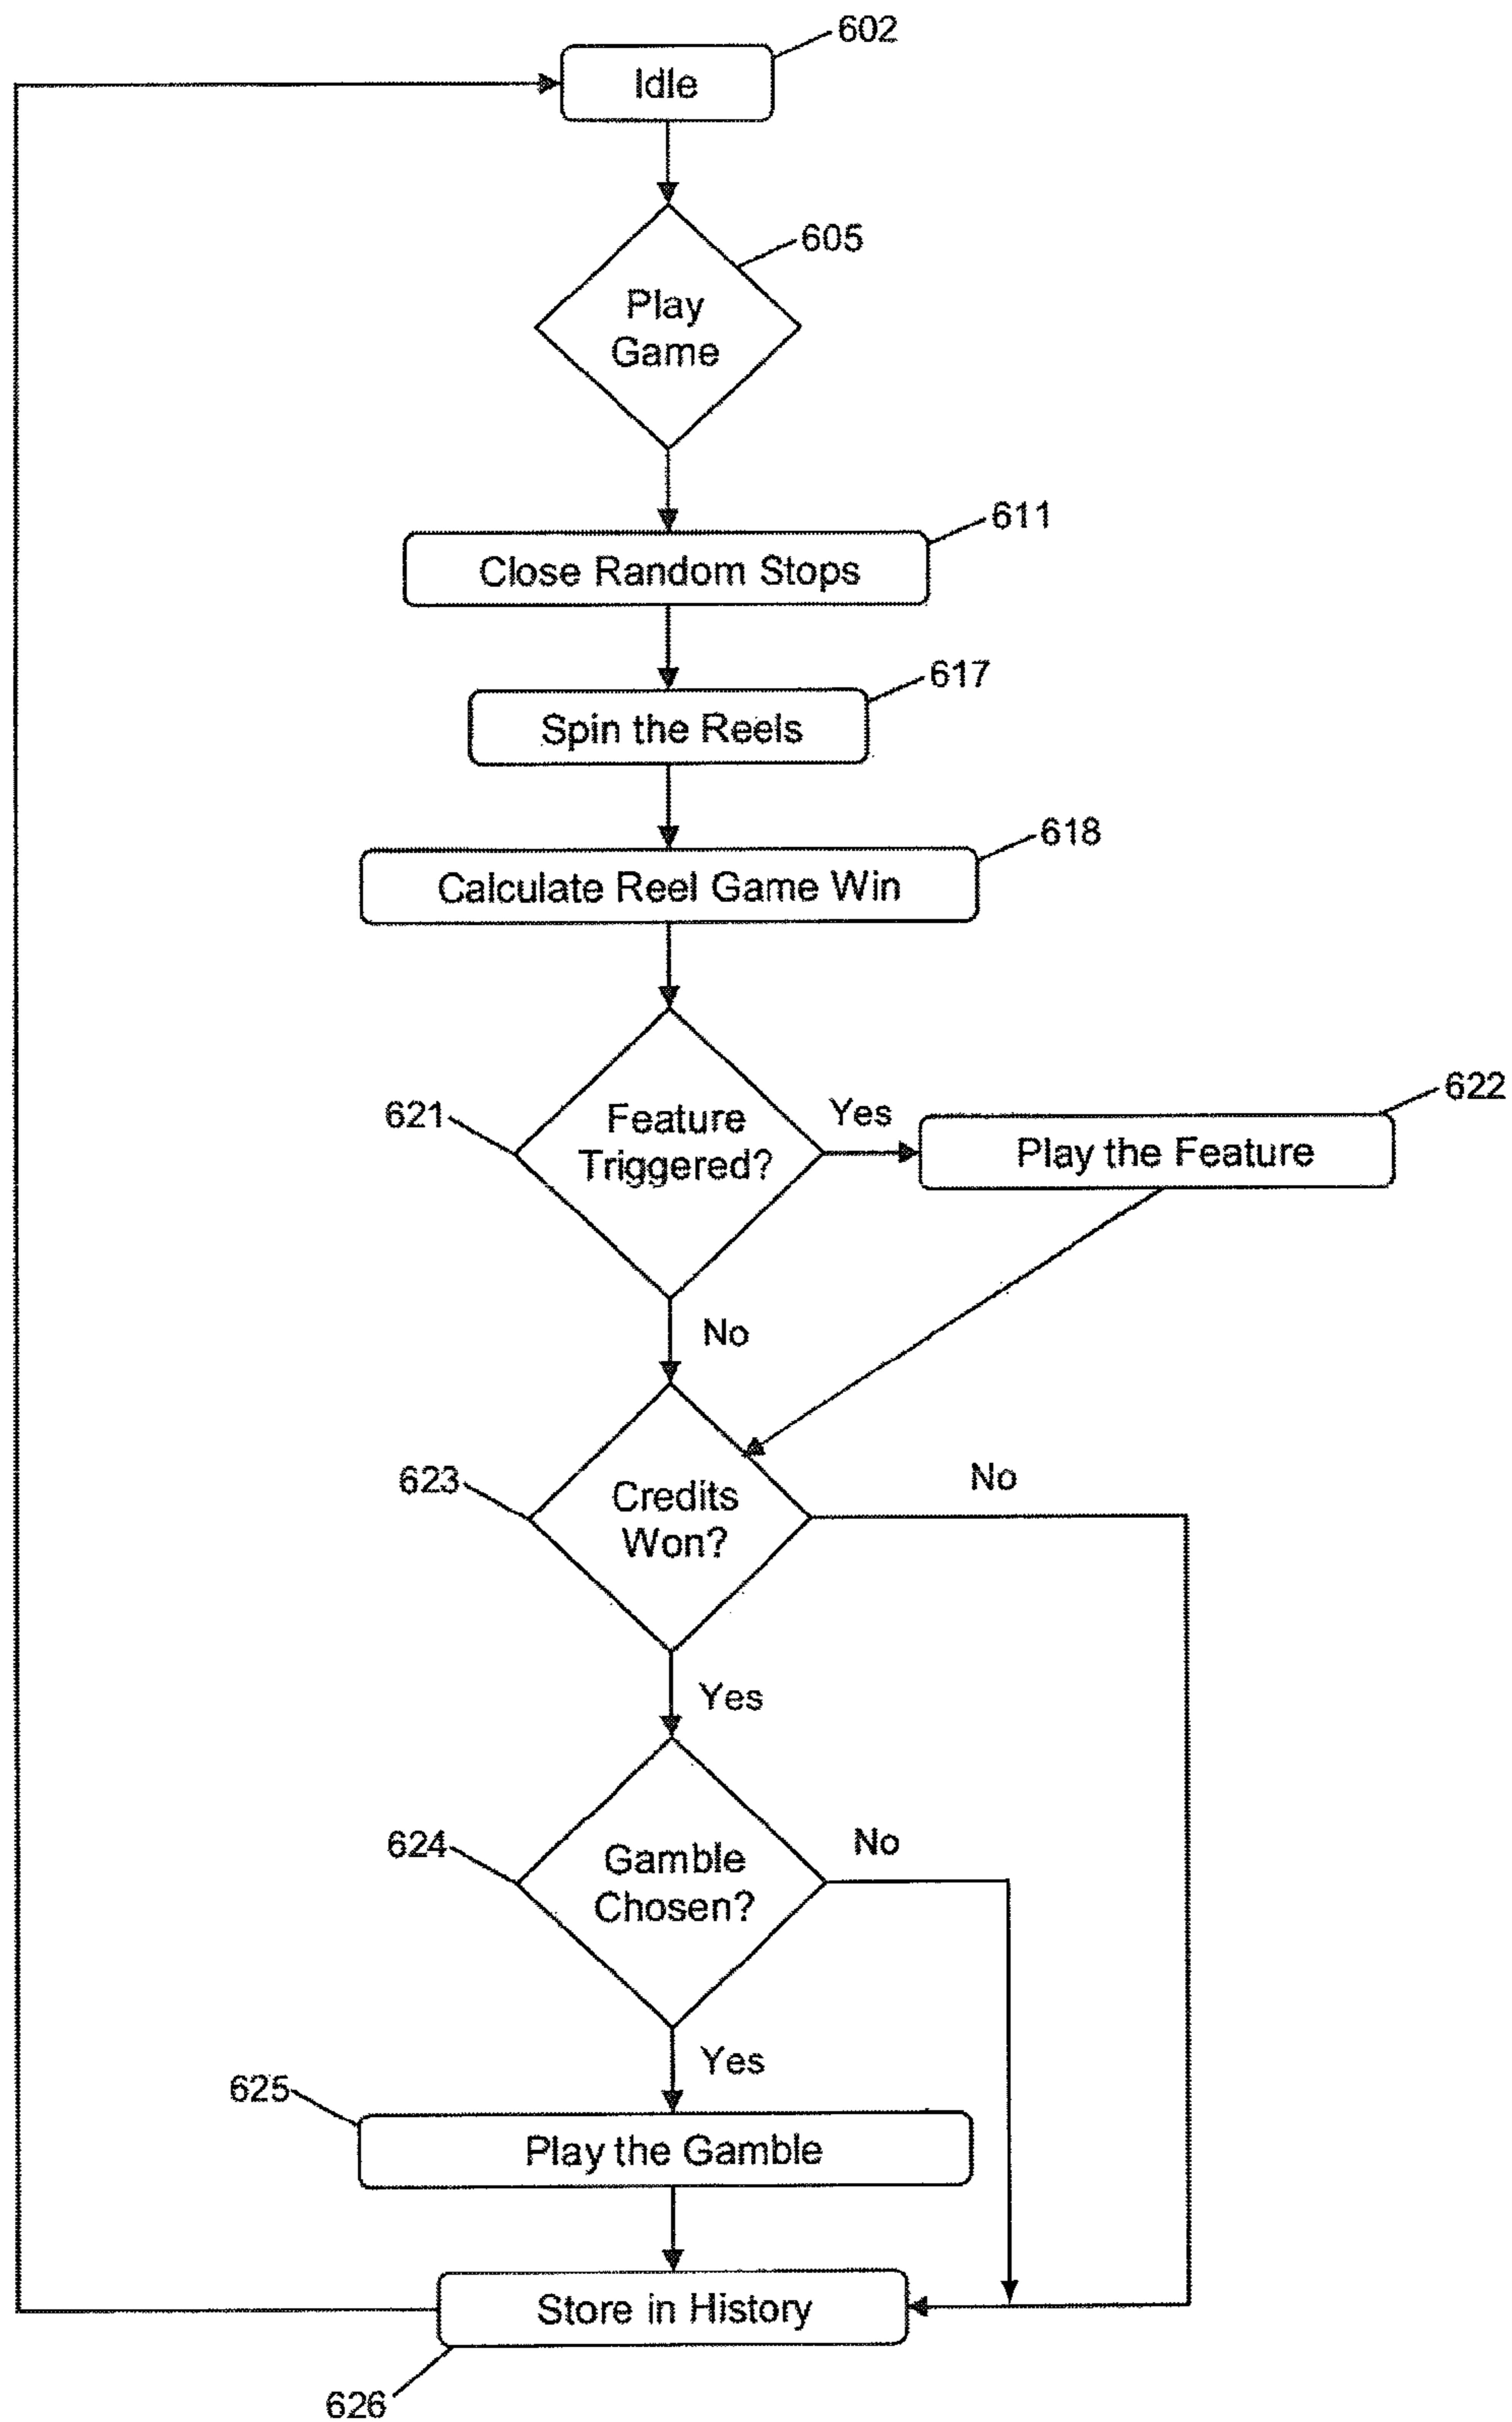 602
Idle
605
Play
Game
611
Close Random Stops
617
Spin the Reels
618
Calculate Reel Game Win
621
Feature
Triggered?
Yes
622
Play the Feature
No
623
Credits
Won?
No
Yes
624
Gamble
Chosen?
No
Yes
625
Play the Gamble
Store in History
626